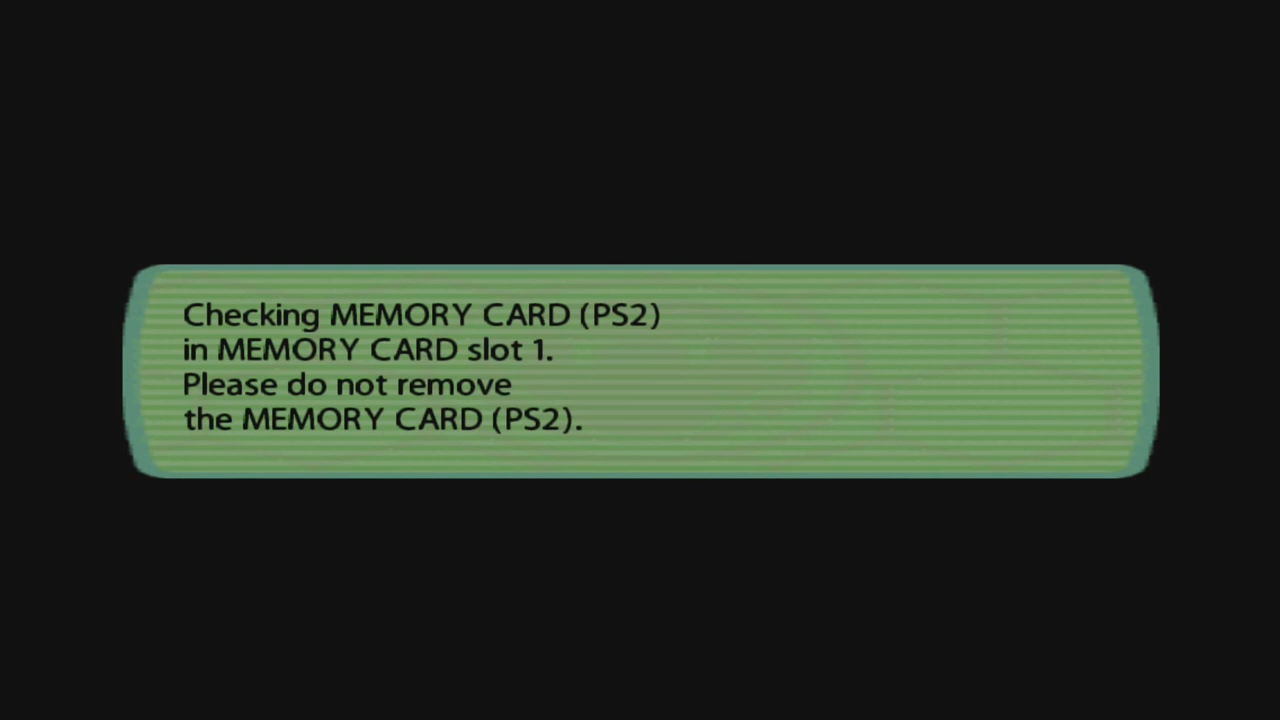 Checking MEMORY CARD (PS2)
in MEMORY CARD slot 1.
Please do not remove
the MEMORY CARD (PS2).